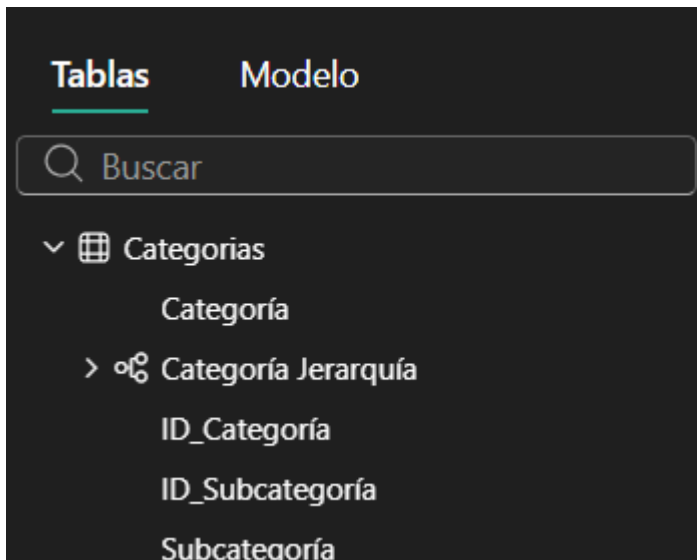 Tablas Modelo
Buscar
Categorias
Categoría
Categoría Jerarquía
ID_Categoría
ID_Subcategoría
Subcategoría